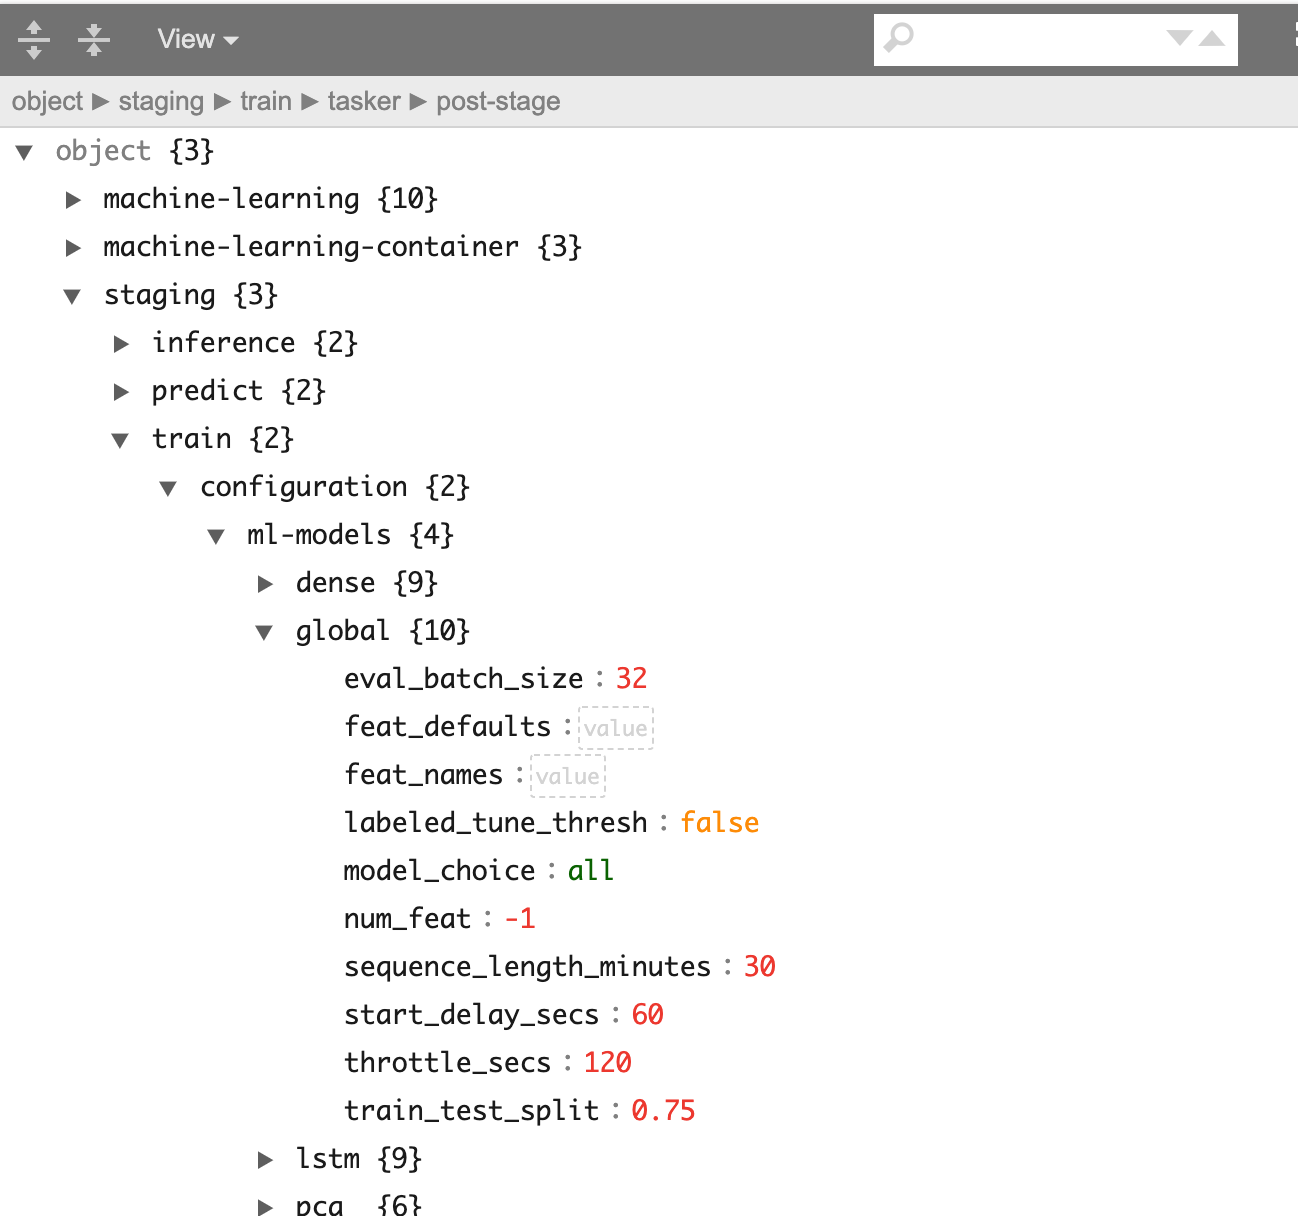 View
object ▶ staging ▶ train ▶ tasker ▶ post-stage
▼ object {3}
▶ machine-learning {10}
▶ machine-learning-container {3}
▼ staging {3}
▶ inference {2}
▶ predict {2}
▼ train {2}
▼ configuration {2}
▼ ml-models {4}
▶ dense {9}
▼ global {10}
eval_batch_size : 32
feat_defaults : value
feat_names : value
labeled_tune_thresh : false
model_choice : all
num_feat : -1
sequence_length_minutes : 30
start_delay_secs : 60
throttle_secs : 120
train_test_split : 0.75
▶ lstm {9}
▶ pca {6}